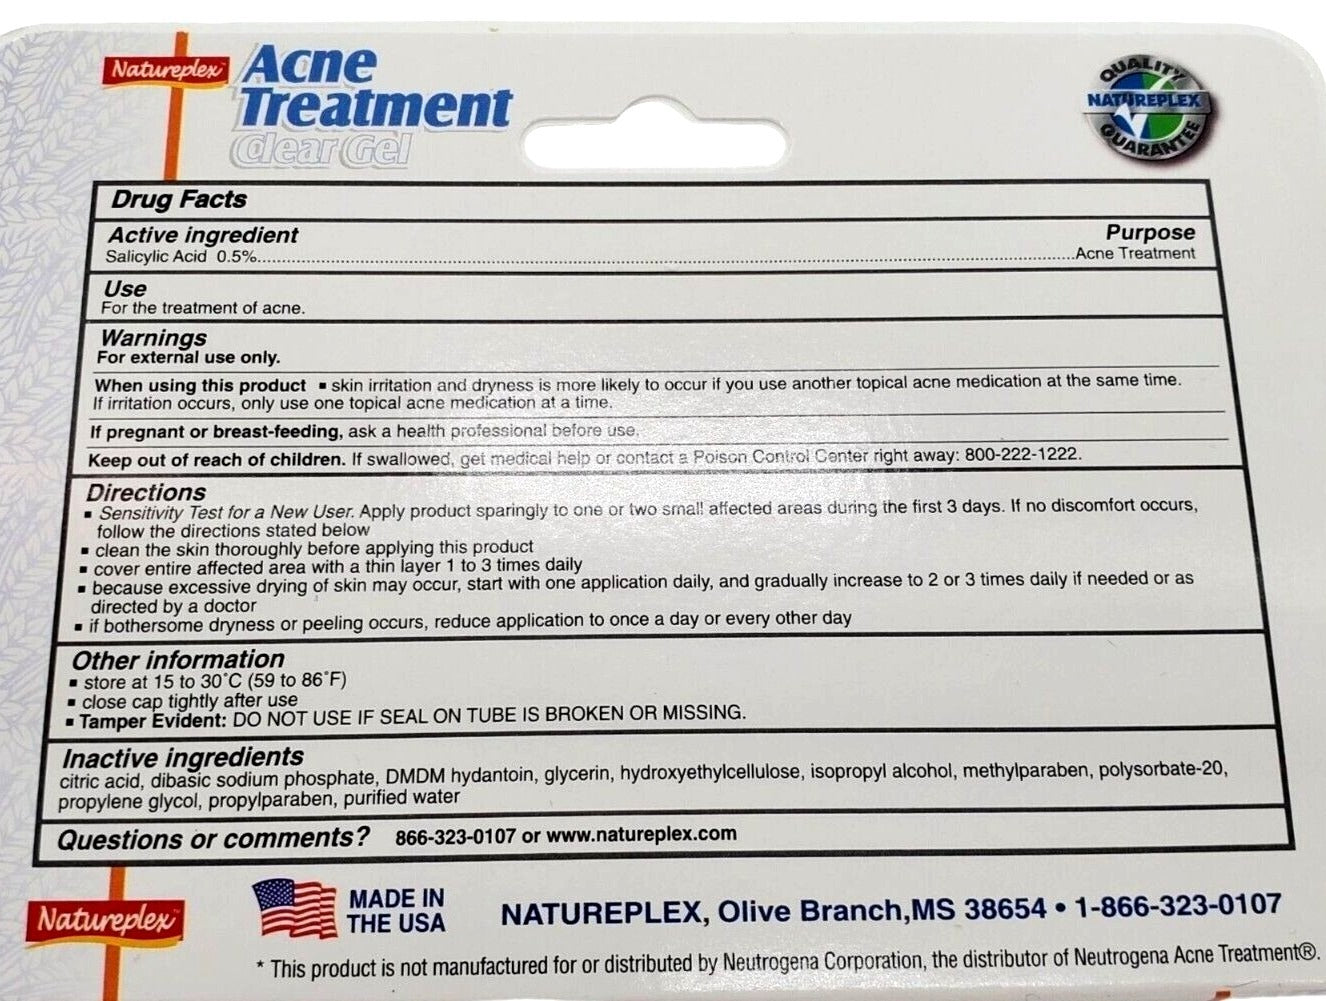 Natureplex™ Acne
Treatment
Clear Gel
QUALITY
NATUREPLEX
GUARANTEE
Drug Facts
Active ingredient Purpose
Salicylic Acid 0.5%..........Acne Treatment
Use
For the treatment of acne.
Warnings
For external use only.
When using this product ▪ skin irritation and dryness is more likely to occur if you use another topical acne medication at the same time.
If irritation occurs, only use one topical acne medication at a time.
If pregnant or breast-feeding, ask a health professional before use.
Keep out of reach of children. If swallowed, get medical help or contact a Poison Control Center right away: 800-222-1222.
Directions
▪ Sensitivity Test for a New User. Apply product sparingly to one or two small affected areas during the first 3 days. If no discomfort occurs,
follow the directions stated below
▪ clean the skin thoroughly before applying this product
▪ cover entire affected area with a thin layer 1 to 3 times daily
▪ because excessive drying of skin may occur, start with one application daily, and gradually increase to 2 or 3 times daily if needed or as
directed by a doctor
▪ if bothersome dryness or peeling occurs, reduce application to once a day or every other day
Other information
▪ store at 15 to 30˚C (59 to 86˚F)
▪ close cap tightly after use
▪ Tamper Evident: DO NOT USE IF SEAL ON TUBE IS BROKEN OR MISSING.
Inactive ingredients
citric acid, dibasic sodium phosphate, DMDM hydantoin, glycerin, hydroxyethylcellulose, isopropyl alcohol, methylparaben, polysorbate-20,
propylene glycol, propylparaben, purified water
Questions or comments? 866-323-0107 or www.natureplex.com
Natureplex™
MADE IN
THE USA
NATUREPLEX, Olive Branch,MS 38654 • 1-866-323-0107
* This product is not manufactured for or distributed by Neutrogena Corporation, the distributor of Neutrogena Acne Treatment®.